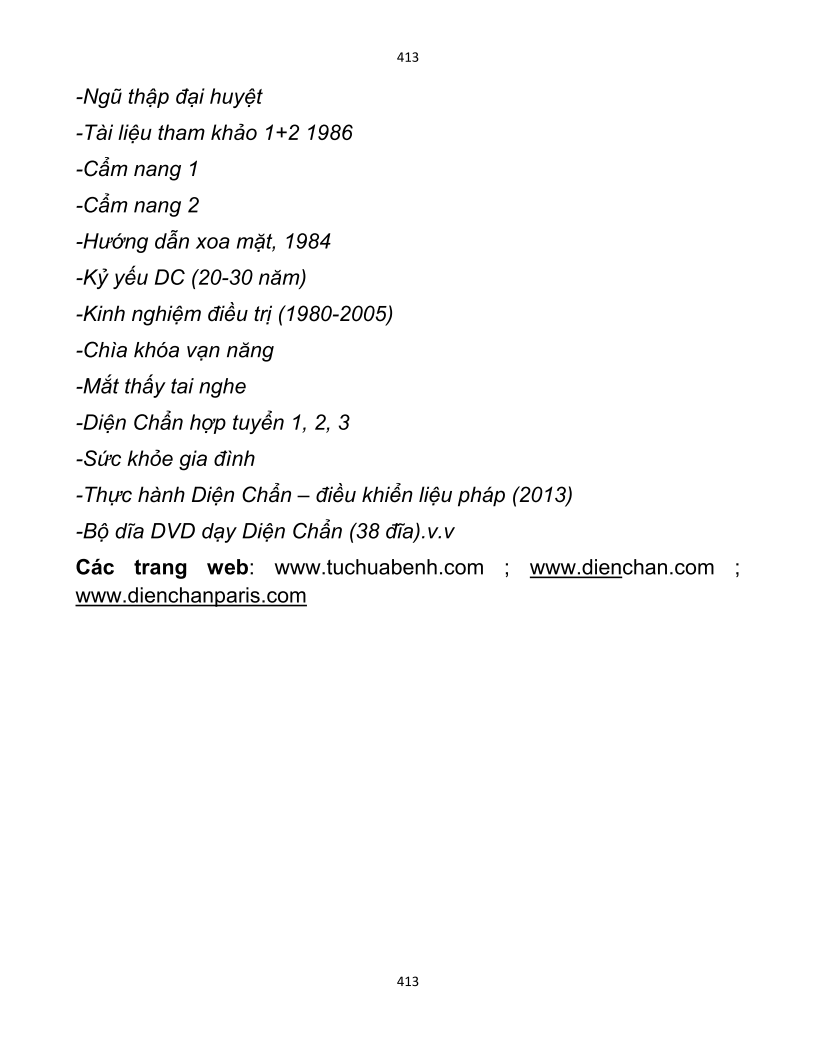 413
-Ngũ thập đại huyệt
-Tài liệu tham khảo 1+2 1986
-Cẩm nang 1
-Cẩm nang 2
-Hướng dẫn xoa mặt, 1984
-Kỷ yếu DC (20-30 năm)
-Kinh nghiệm điều trị (1980-2005)
-Chìa khóa vạn năng
-Mắt thấy tai nghe
-Diện Chẩn hợp tuyển 1, 2, 3
-Sức khỏe gia đình
-Thực hành Diện Chẩn – điều khiển liệu pháp (2013)
-Bộ dĩa DVD dạy Diện Chẩn (38 đĩa).v.v
Các trang web: www.tuchuabenh.com ; www.dienchan.com ;
www.dienchanparis.com
413